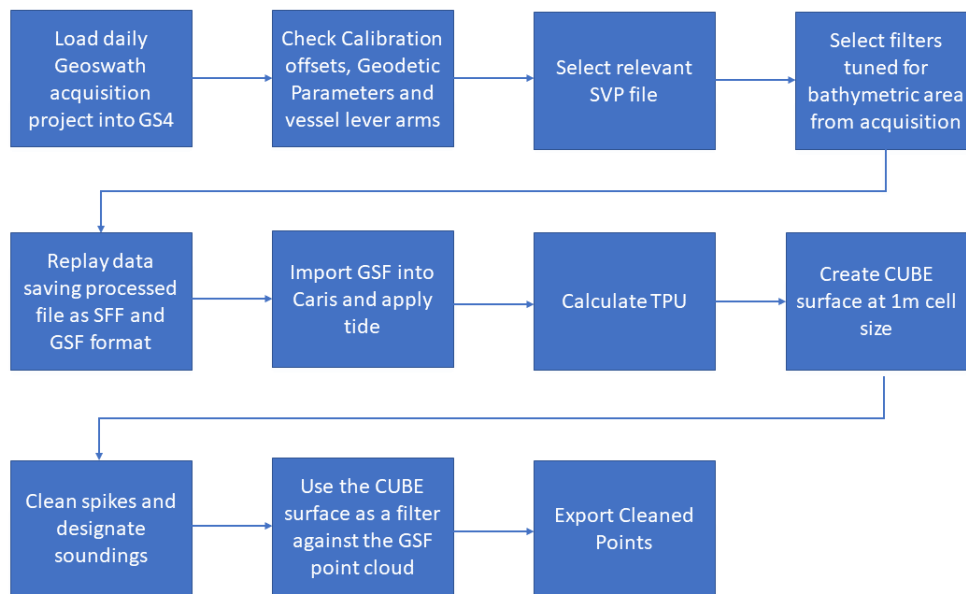 Load daily
Geoswath
acquisition
project into GS4
Check Calibration
offsets, Geodetic
Parameters and
vessel lever arms
Select relevant
SVP file
Select filters
tuned for
bathymetric area
from acquisition
Replay data
saving processed
file as SFF and
GSF format
Import GSF into
Caris and apply
tide
Calculate TPU
Create CUBE
surface at 1m cell
size
Clean spikes and
designate
soundings
Use the CUBE
surface as a filter
against the GSF
point cloud
Export Cleaned
Points